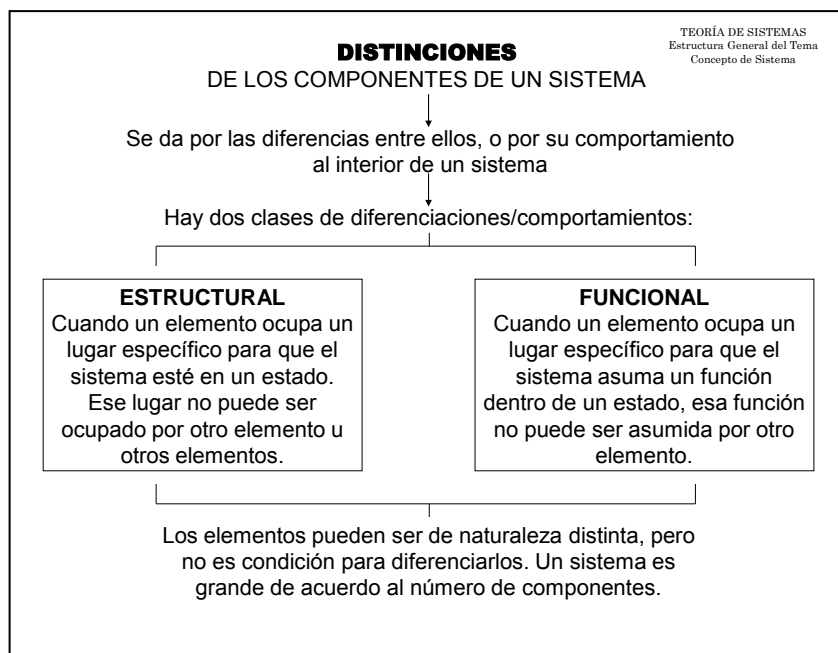 TEORÍA DE SISTEMAS
Estructura General del Tema
Concepto de Sistema
DISTINCIONES
DE LOS COMPONENTES DE UN SISTEMA
Se da por las diferencias entre ellos, o por su comportamiento
al interior de un sistema
Hay dos clases de diferenciaciones/comportamientos:
ESTRUCTURAL
Cuando un elemento ocupa un
lugar específico para que el
sistema esté en un estado.
Ese lugar no puede ser
ocupado por otro elemento u
otros elementos.
FUNCIONAL
Cuando un elemento ocupa un
lugar específico para que el
sistema asuma un función
dentro de un estado, esa función
no puede ser asumida por otro
elemento.
Los elementos pueden ser de naturaleza distinta, pero
no es condición para diferenciarlos. Un sistema es
grande de acuerdo al número de componentes.